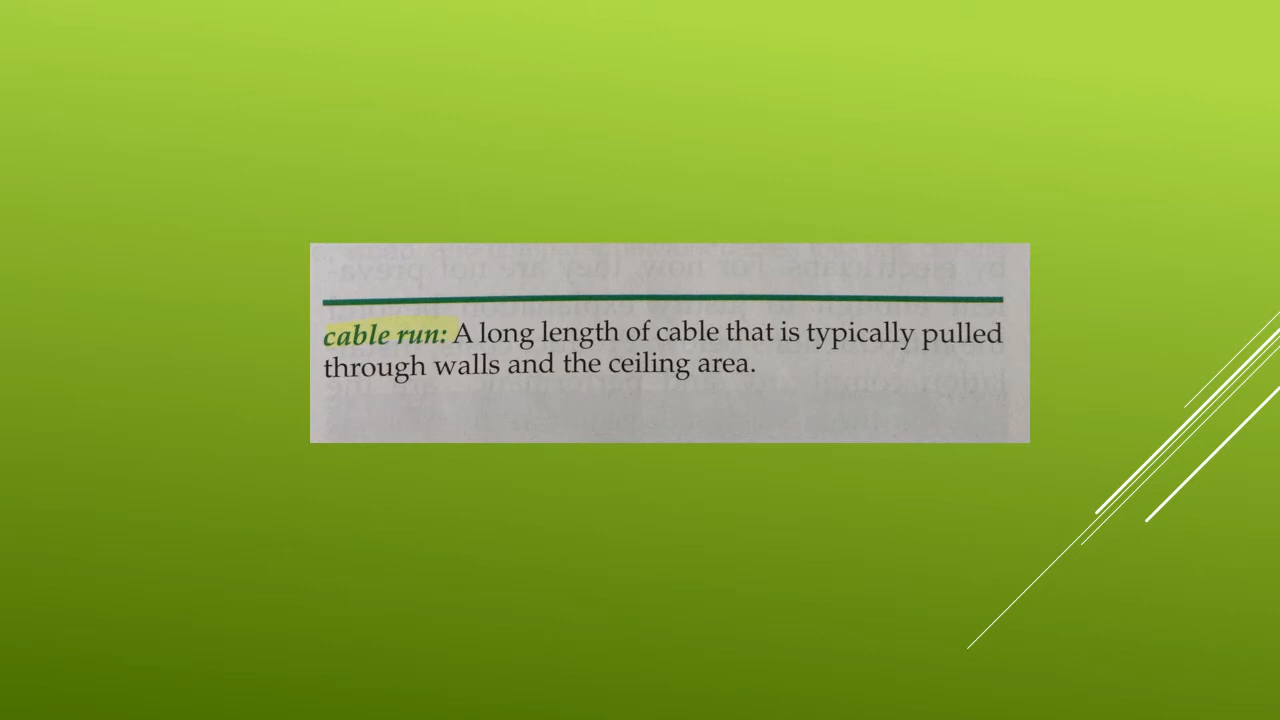 cable run: A long length of cable that is typically pulled
through walls and the ceiling area.